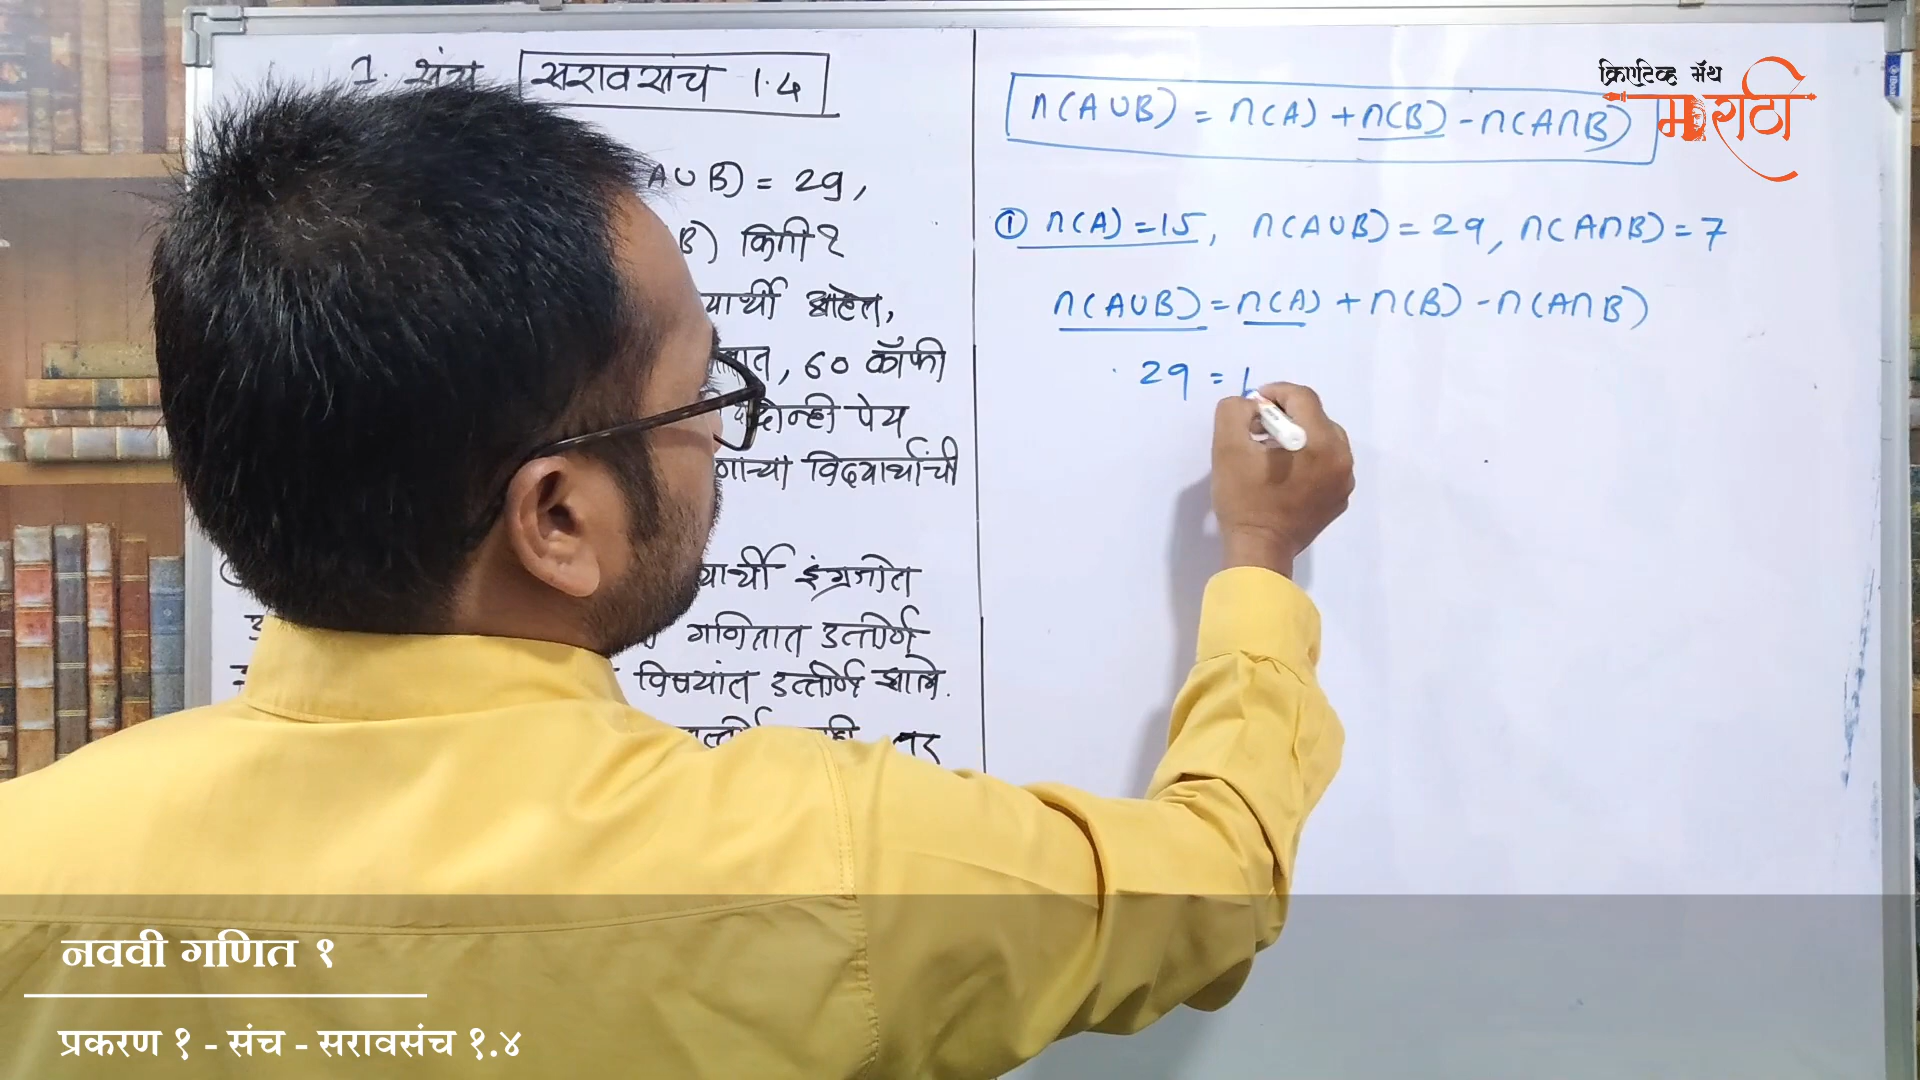 1. संच सरावसंच 1.4
A∪B) = 29,
B) किती?
यार्थी आहेत,
तात, 60 कॉफी
दोन्ही पेय
णाऱ्या विद्यार्थ्यांची
यार्थी इंग्रजीत
गणितात उत्तीर्ण
विषयांत उत्तीर्ण झाले.
n(A∪B) = n(A) + n(B) - n(A∩B)
① n(A) = 15, n(A∪B) = 29, n(A∩B) = 7
n(A∪B) = n(A) + n(B) - n(A∩B)
29 = 1
क्रिएटिव्ह मॅथ
मराठी
नववी गणित १
प्रकरण १ - संच - सरावसंच १.४